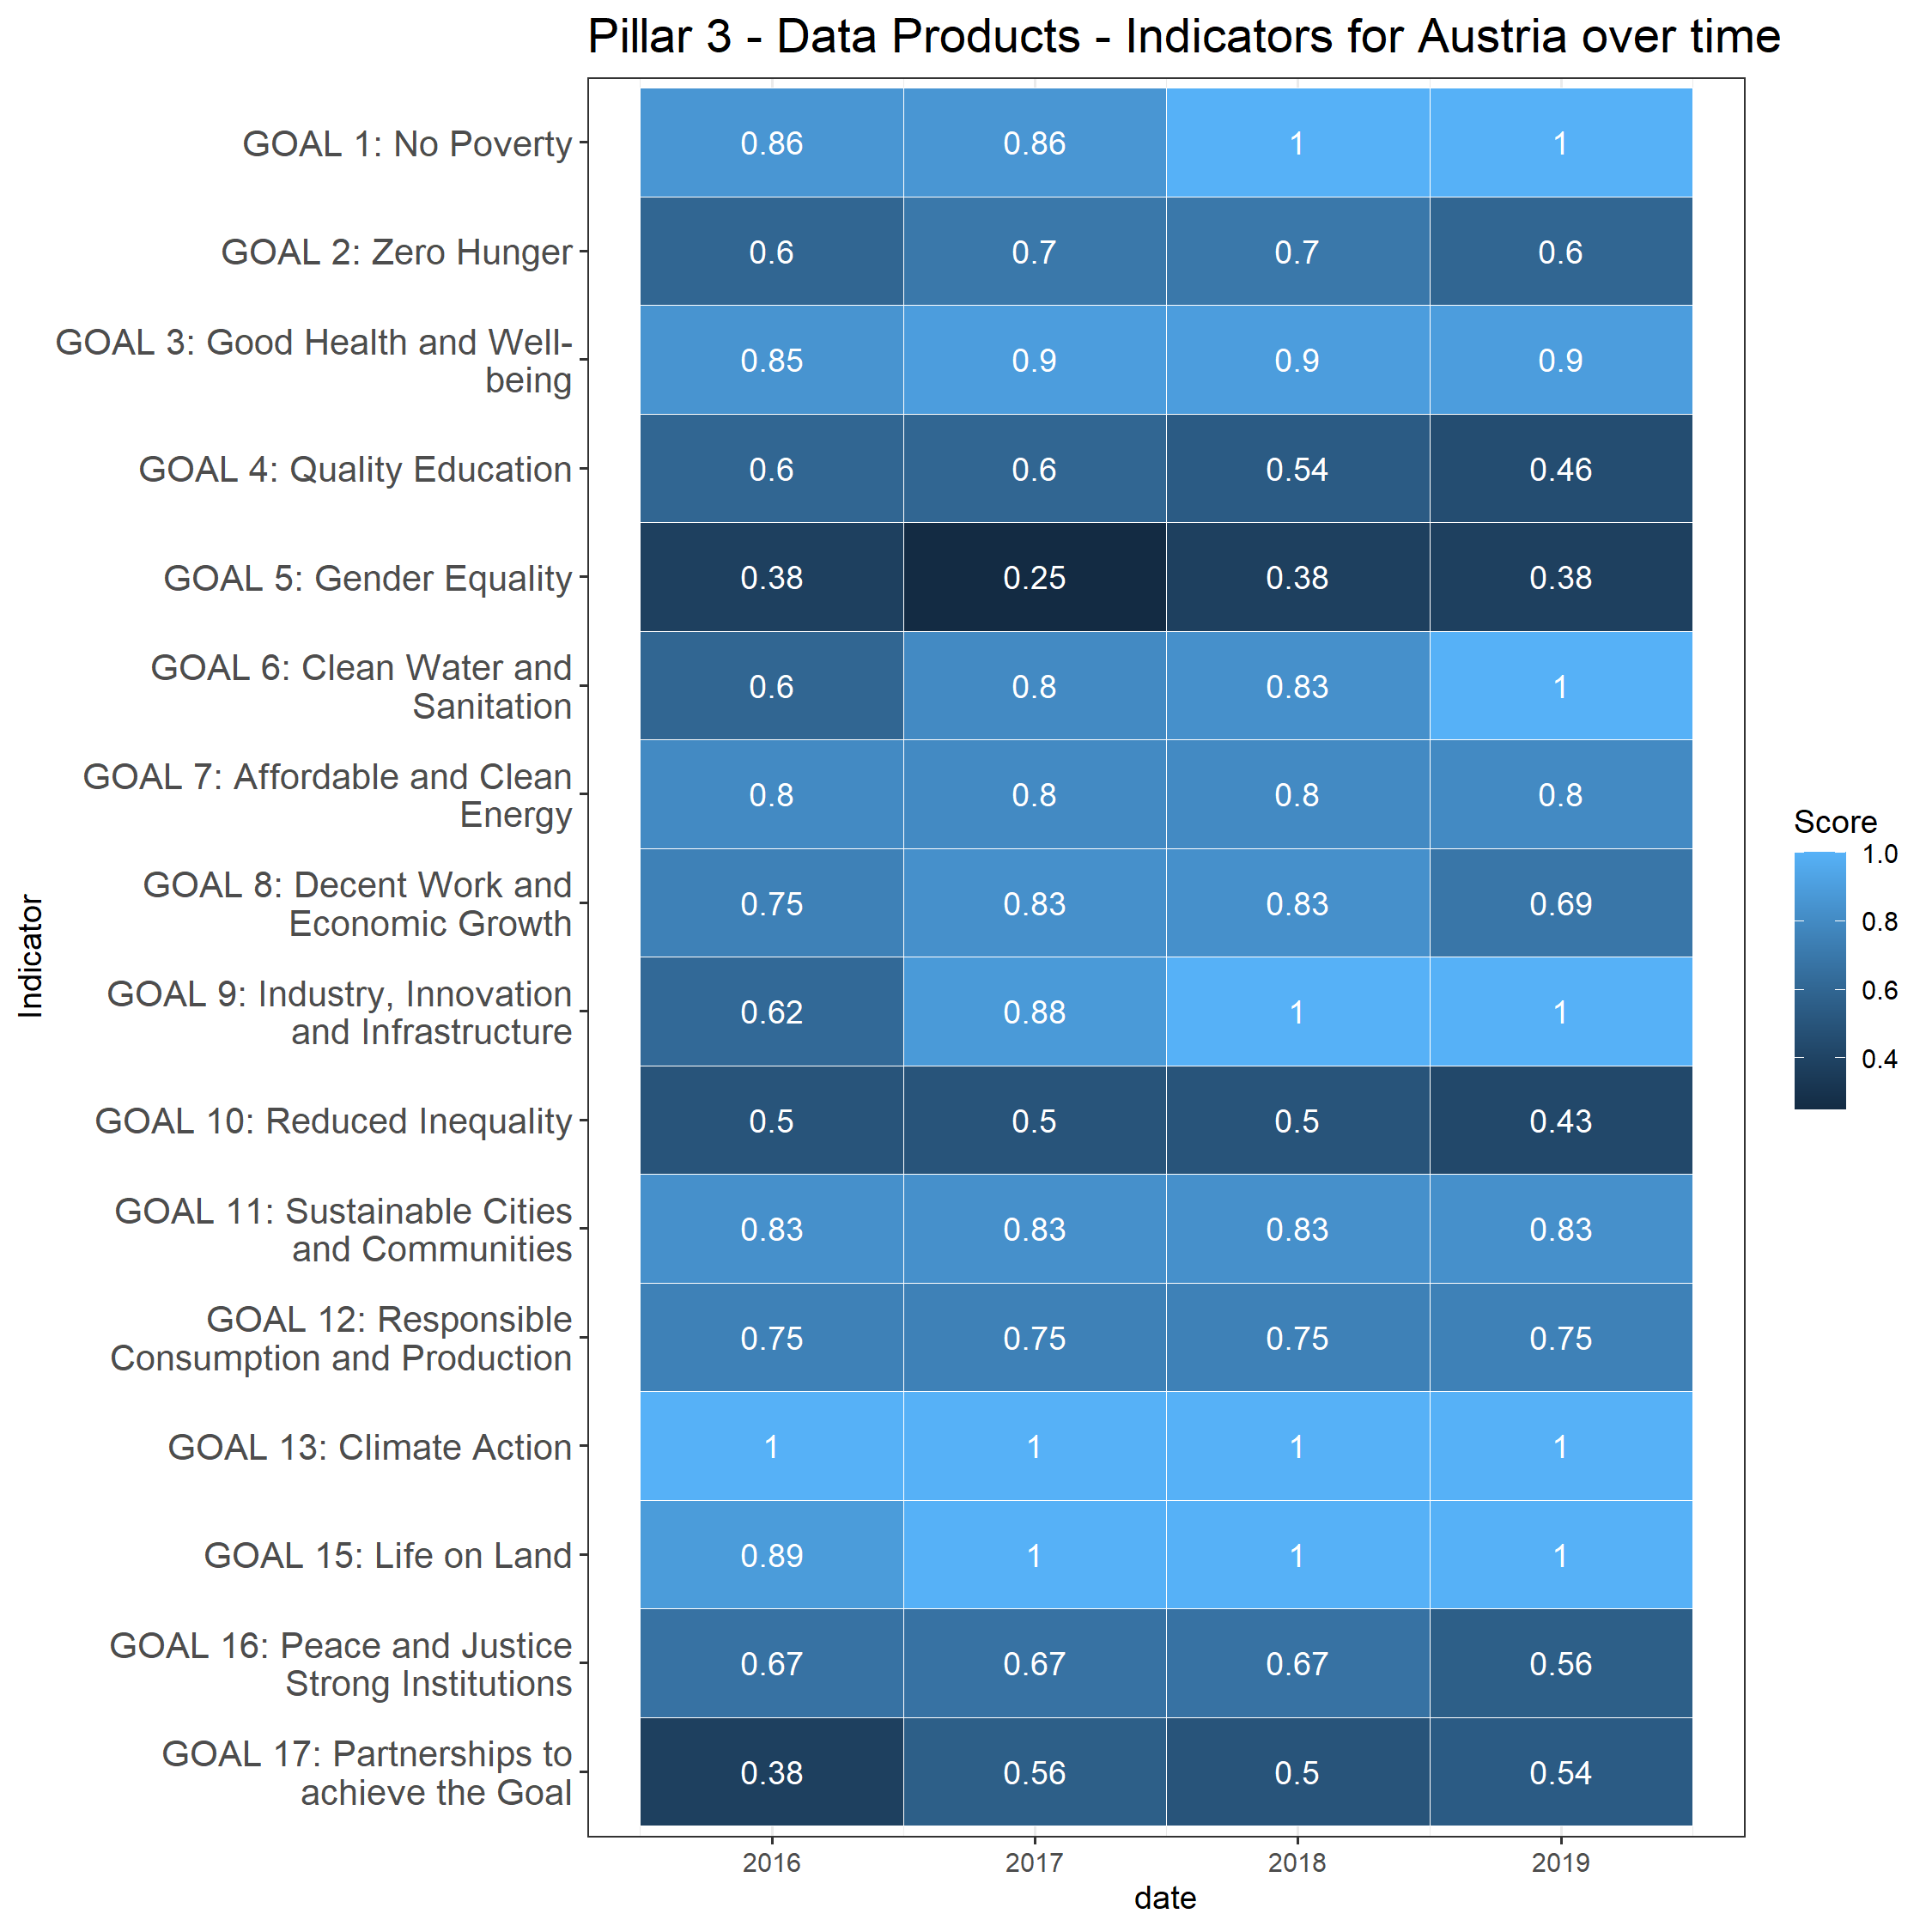 Pillar 3 - Data Products - Indicators for Austria over time
GOAL 1: No Poverty 0.86 0.86 1 1
GOAL 2: Zero Hunger 0.6 0.7 0.7 0.6
GOAL 3: Good Health and Well-
being 0.85 0.9 0.9 0.9
GOAL 4: Quality Education 0.6 0.6 0.54 0.46
GOAL 5: Gender Equality 0.38 0.25 0.38 0.38
GOAL 6: Clean Water and
Sanitation 0.6 0.8 0.83 1
GOAL 7: Affordable and Clean
Energy 0.8 0.8 0.8 0.8
GOAL 8: Decent Work and
Economic Growth 0.75 0.83 0.83 0.69
GOAL 9: Industry, Innovation
and Infrastructure 0.62 0.88 1 1
GOAL 10: Reduced Inequality 0.5 0.5 0.5 0.43
GOAL 11: Sustainable Cities
and Communities 0.83 0.83 0.83 0.83
GOAL 12: Responsible
Consumption and Production 0.75 0.75 0.75 0.75
GOAL 13: Climate Action 1 1 1 1
GOAL 15: Life on Land 0.89 1 1 1
GOAL 16: Peace and Justice
Strong Institutions 0.67 0.67 0.67 0.56
GOAL 17: Partnerships to
achieve the Goal 0.38 0.56 0.5 0.54
2016 2017 2018 2019
date
Indicator
Score
1.0
0.8
0.6
0.4